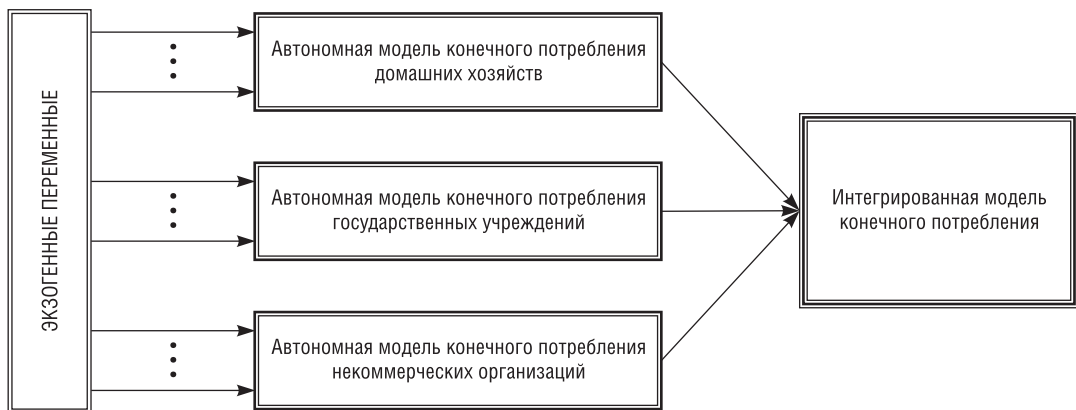 ЭКЗОГЕННЫЕ ПЕРЕМЕННЫЕ
Автономная модель конечного потребления
домашних хозяйств
Автономная модель конечного потребления
государственных учреждений
Автономная модель конечного потребления
некоммерческих организаций
Интегрированная модель
конечного потребления